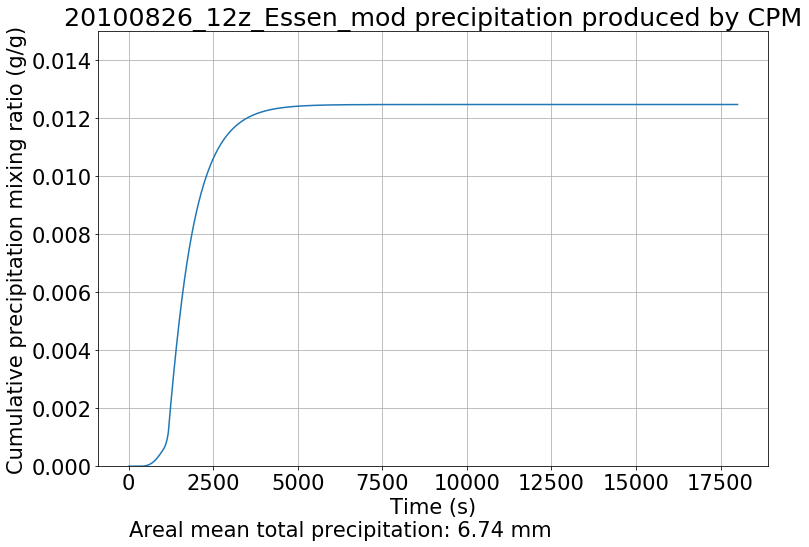 20100826_12z_Essen_mod precipitation produced by CPM
Cumulative precipitation mixing ratio (g/g)
0.014
0.012
0.010
0.008
0.006
0.004
0.002
0.000
0 2500 5000 7500 10000 12500 15000 17500
Time (s)
Areal mean total precipitation: 6.74 mm